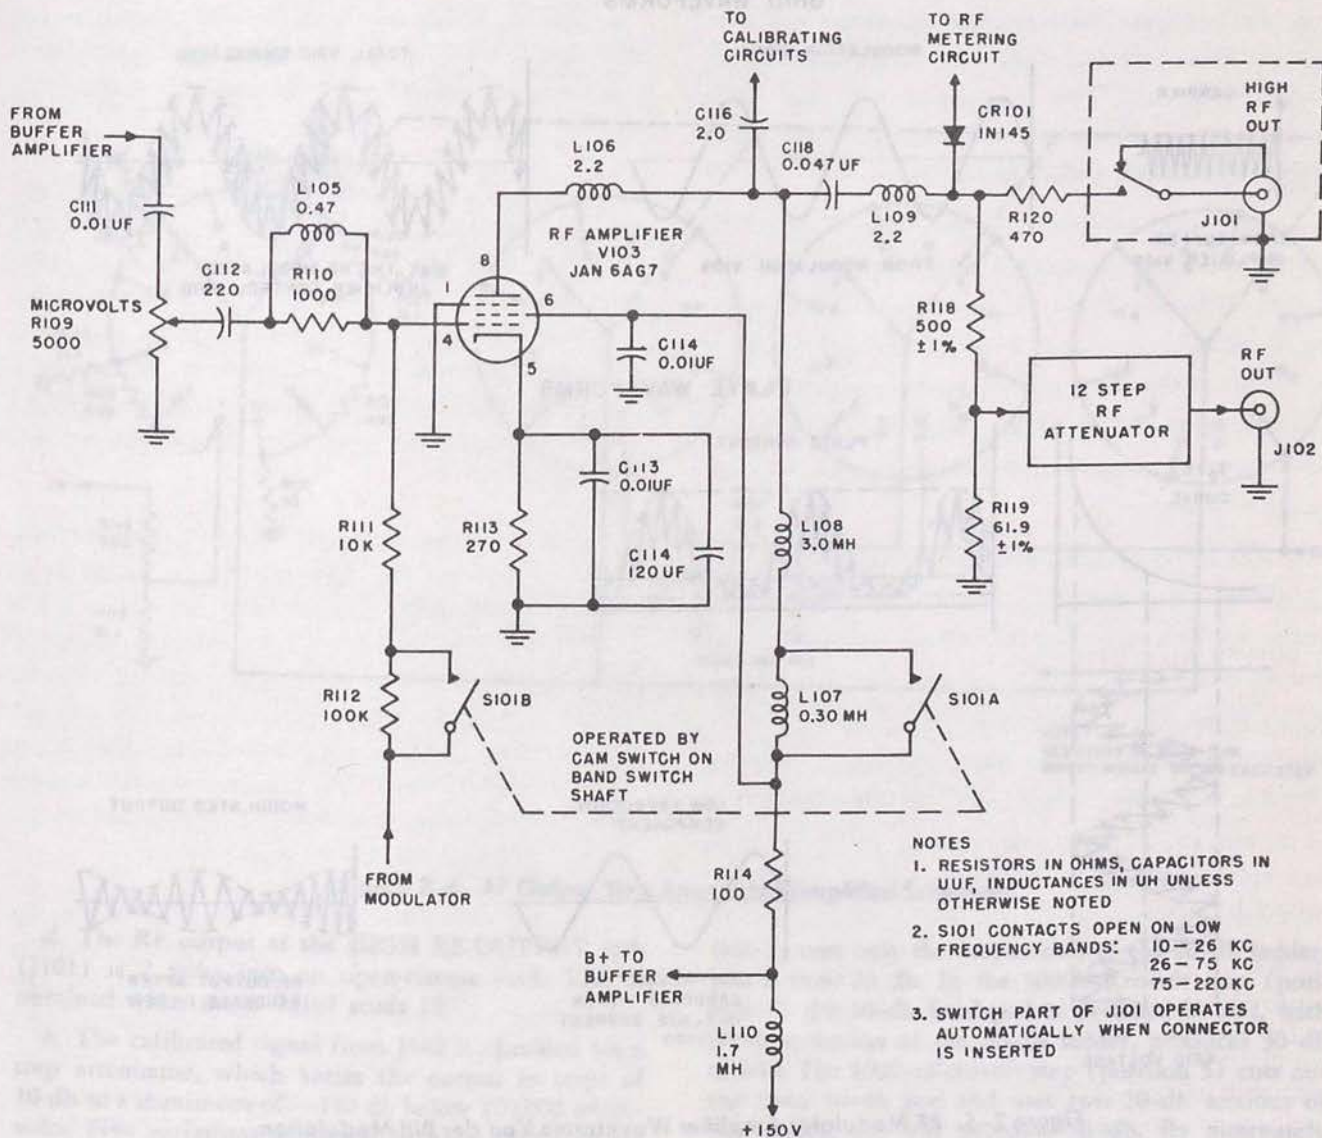 TO
CALIBRATING
CIRCUITS
TO RF
METERING
CIRCUIT
HIGH
RF
OUT
FROM
BUFFER
AMPLIFIER
C116
2.0
CR101
1N145
C118
0.047UF
L106
2.2
L105
0.47
C111
0.01UF
L109
2.2
R120
470
J101
RF AMPLIFIER
V103
JAN 6AG7
C112
220
R110
1000
8
1
6
4
5
MICROVOLTS
R109
5000
R118
500
±1%
C114
0.01UF
RF
OUT
12 STEP
RF
ATTENUATOR
J102
C113
0.01UF
R111
10K
R113
270
L108
3.0MH
R119
61.9
±1%
C114
120UF
R112
100K
S101B
L107
0.30MH
S101A
OPERATED BY
CAM SWITCH ON
BAND SWITCH
SHAFT
FROM
MODULATOR
R114
100
NOTES
1. RESISTORS IN OHMS, CAPACITORS IN
UUF, INDUCTANCES IN UH UNLESS
OTHERWISE NOTED
2. S101 CONTACTS OPEN ON LOW
FREQUENCY BANDS: 10-26 KC
26-75 KC
75-220KC
3. SWITCH PART OF J101 OPERATES
AUTOMATICALLY WHEN CONNECTOR
IS INSERTED
B+ TO
BUFFER
AMPLIFIER
L110
1.7
MH
+150V